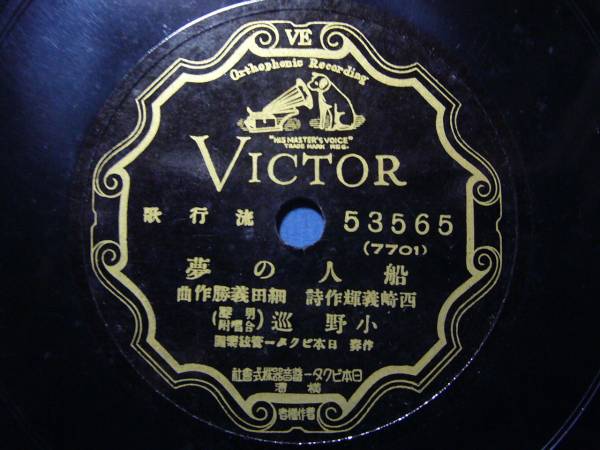 VE
Orthophonic Recording
"HIS MASTER'S VOICE"
TRADE MARK REG.
VICTOR
流行歌
53565
(7701)
船人の夢
西崎義輝作詩 細田義勝作曲
小野 巡 (男聲合唱附)
伴奏 日本ビクター管絃樂團
日本ビクター蓄音器株式會社
横濱